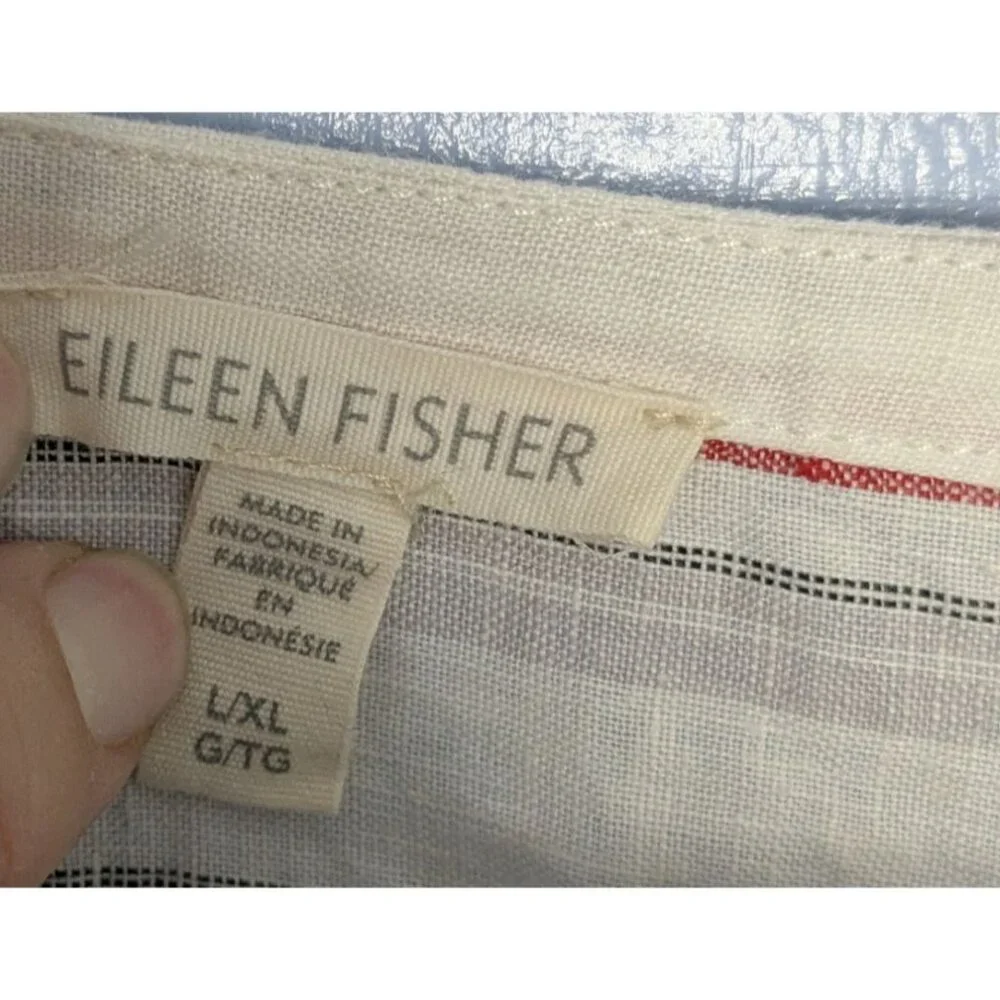 EILEEN FISHER
MADE IN
INDONESIA/
FABRIQUÉ
EN
INDONÉSIE
L/XL
G/TG